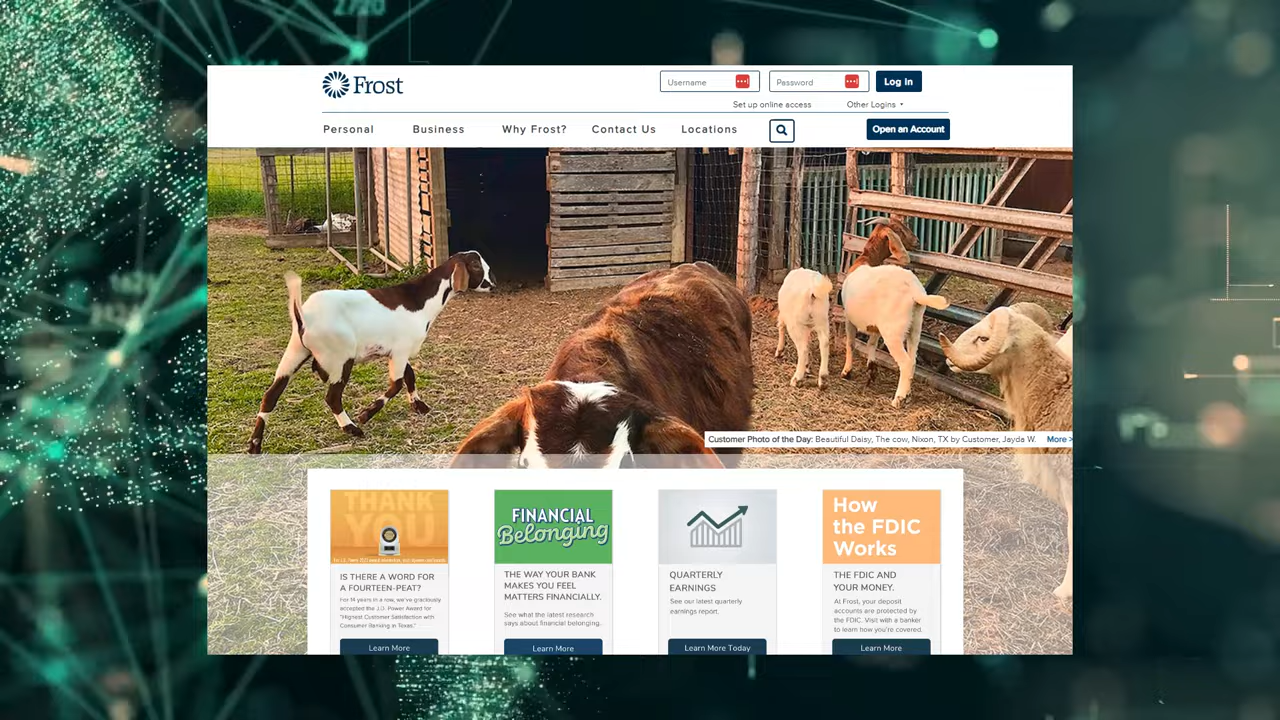 Frost
Username
Password
Log In
Set up online access
Other Logins
Personal
Business
Why Frost?
Contact Us
Locations
Open an Account
Customer Photo of the Day: Beautiful Daisy, The cow, Nixon, TX by Customer, Jayda W. More >
THANK
YOU
IS THERE A WORD FOR
A FOURTEEN-PEAT?
For 14 years in a row, we've graciously
accepted the J.D. Power Award for
"Highest Customer Satisfaction with
Consumer Banking in Texas."
Learn More
FINANCIAL
Belonging
THE WAY YOUR BANK
MAKES YOU FEEL
MATTERS FINANCIALLY.
See what the latest research
says about financial belonging.
Learn More
QUARTERLY
EARNINGS
See our latest quarterly
earnings report.
Learn More Today
How
the FDIC
Works
THE FDIC AND
YOUR MONEY.
At Frost, your deposit
accounts are protected by
the FDIC. Visit with a banker
to learn how you're covered.
Learn More